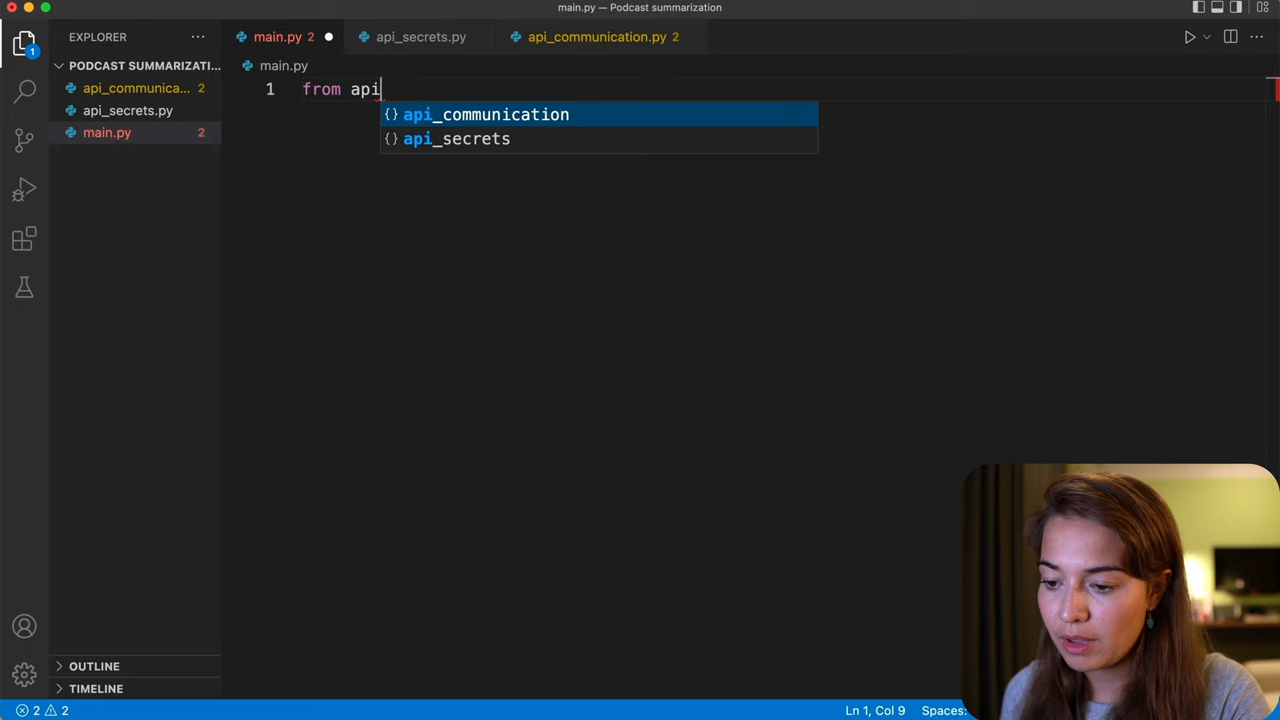 main.py — Podcast summarization
EXPLORER
main.py 2
api_secrets.py
api_communication.py 2
PODCAST SUMMARIZATI...
main.py
api_communica... 2
1 from api
api_secrets.py
{} api_communication
main.py 2
{} api_secrets
1
OUTLINE
TIMELINE
2 2
Ln 1, Col 9
Spaces: